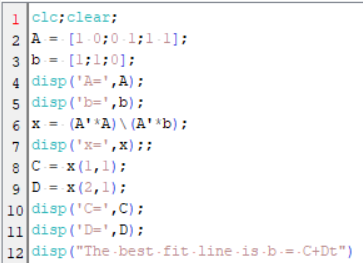 1 clc;clear;
2 A = [1 0;0 1;1 1];
3 b = [1;1;0];
4 disp('A=',A);
5 disp('b=',b);
6 x = (A'*A)\(A'*b);
7 disp('x=',x);;
8 C = x(1,1);
9 D = x(2,1);
10 disp('C=',C);
11 disp('D=',D);
12 disp("The best fit line is b = C+Dt")